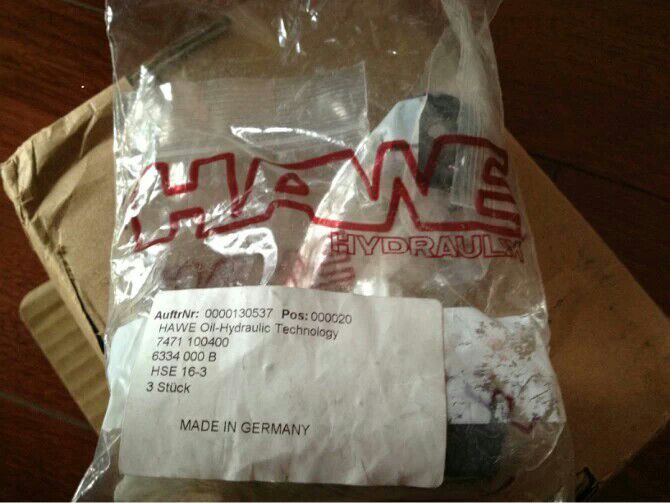 HAWE
HYDRAULIK
AuftrNr: 0000130537 Pos: 000020
HAWE Oil-Hydraulic Technology
7471 100400
6334 000 B
HSE 16-3
3 Stück
MADE IN GERMANY